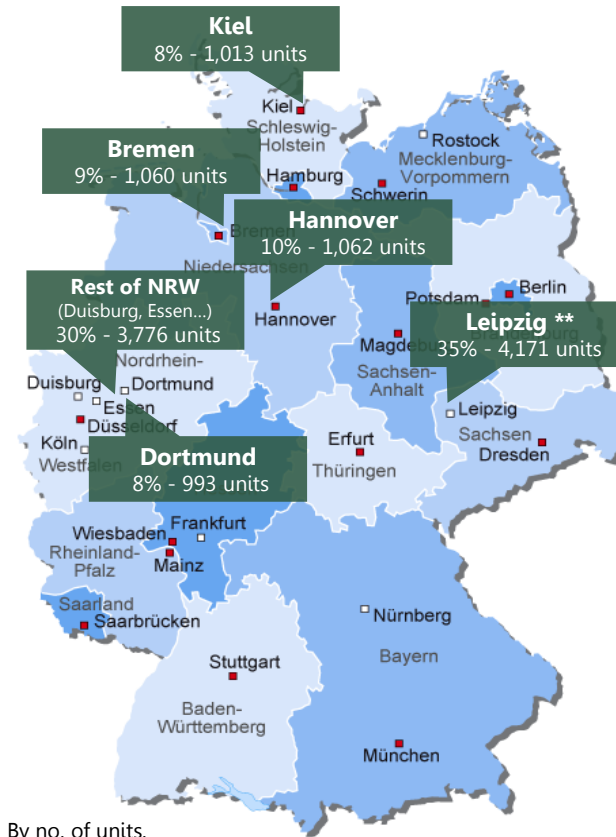 Kiel
8% - 1,013 units
Kiel
Schleswig-
Holstein
Rostock
Mecklenburg-
Vorpommern
Bremen
9% - 1,060 units
Hamburg
Schwerin
Bremen
Hannover
10% - 1,062 units
Niedersachsen
Rest of NRW
(Duisburg, Essen...)
30% - 3,776 units
Hannover
Berlin
Potsdam
Leipzig **
35% - 4,171 units
Sachsen-
Anhalt
Nordrhein-
Duisburg
Dortmund
Essen
Düsseldorf
Köln
Westfalen
Leipzig
Sachsen
Dresden
Erfurt
Thüringen
Dortmund
8% - 993 units
Wiesbaden
Frankfurt
Rheinland-
Pfalz
Mainz
Saarland
Saarbrücken
Nürnberg
Bayern
Stuttgart
Baden-
Württemberg
München
By no. of units.